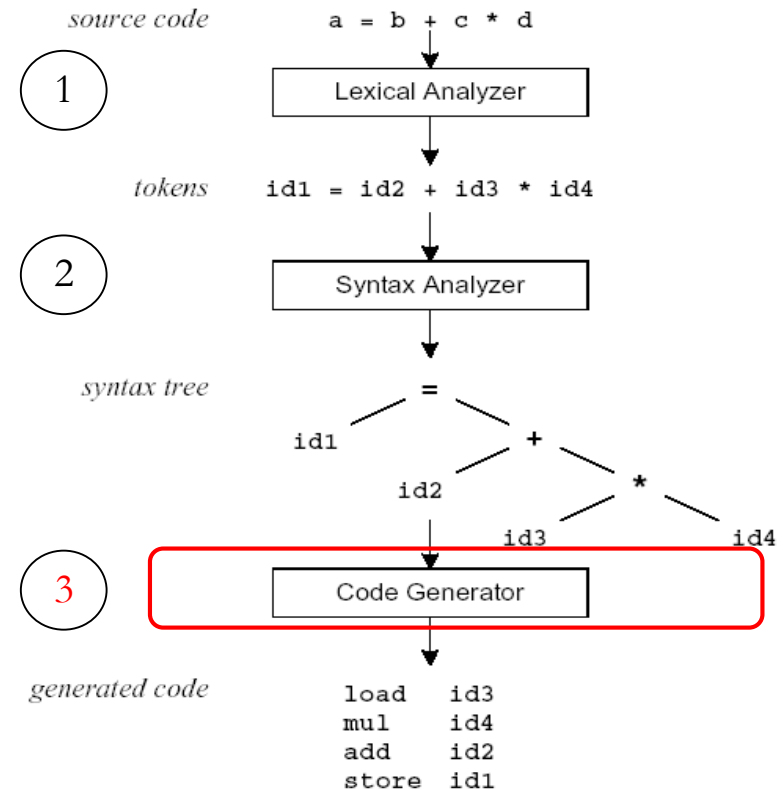 source code a = b + c * d
1 Lexical Analyzer
tokens id1 = id2 + id3 * id4
2 Syntax Analyzer
syntax tree =
id1 +
id2 *
id3 id4
3 Code Generator
generated code load id3
mul id4
add id2
store id1